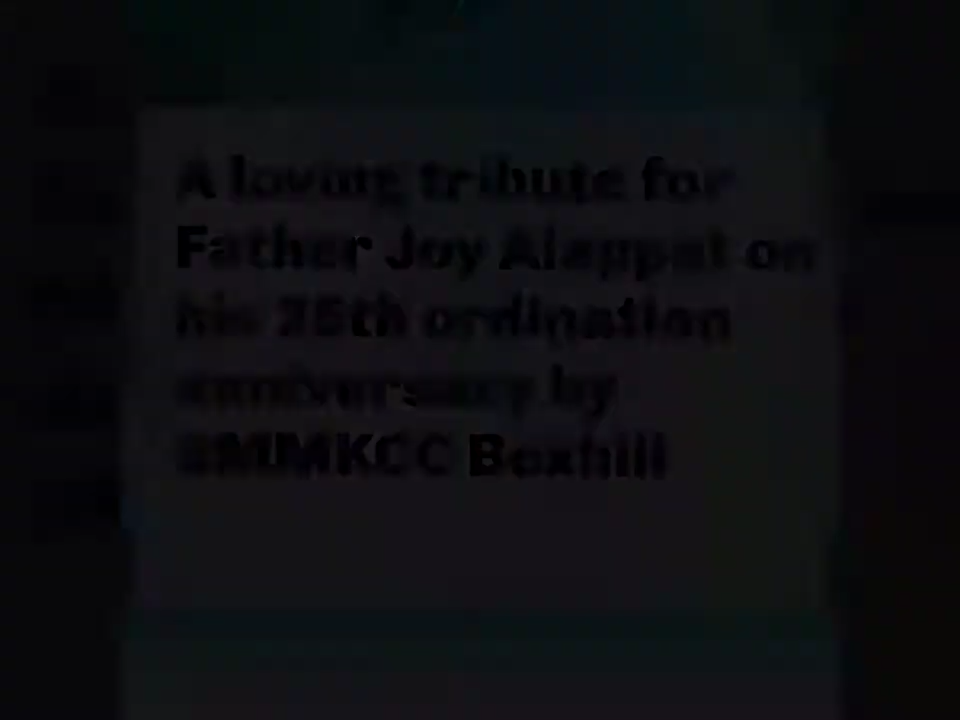 A loving tribute for
Father Joy Alappat on
his 25th ordination
anniversary by
SMMKCC Boxhill